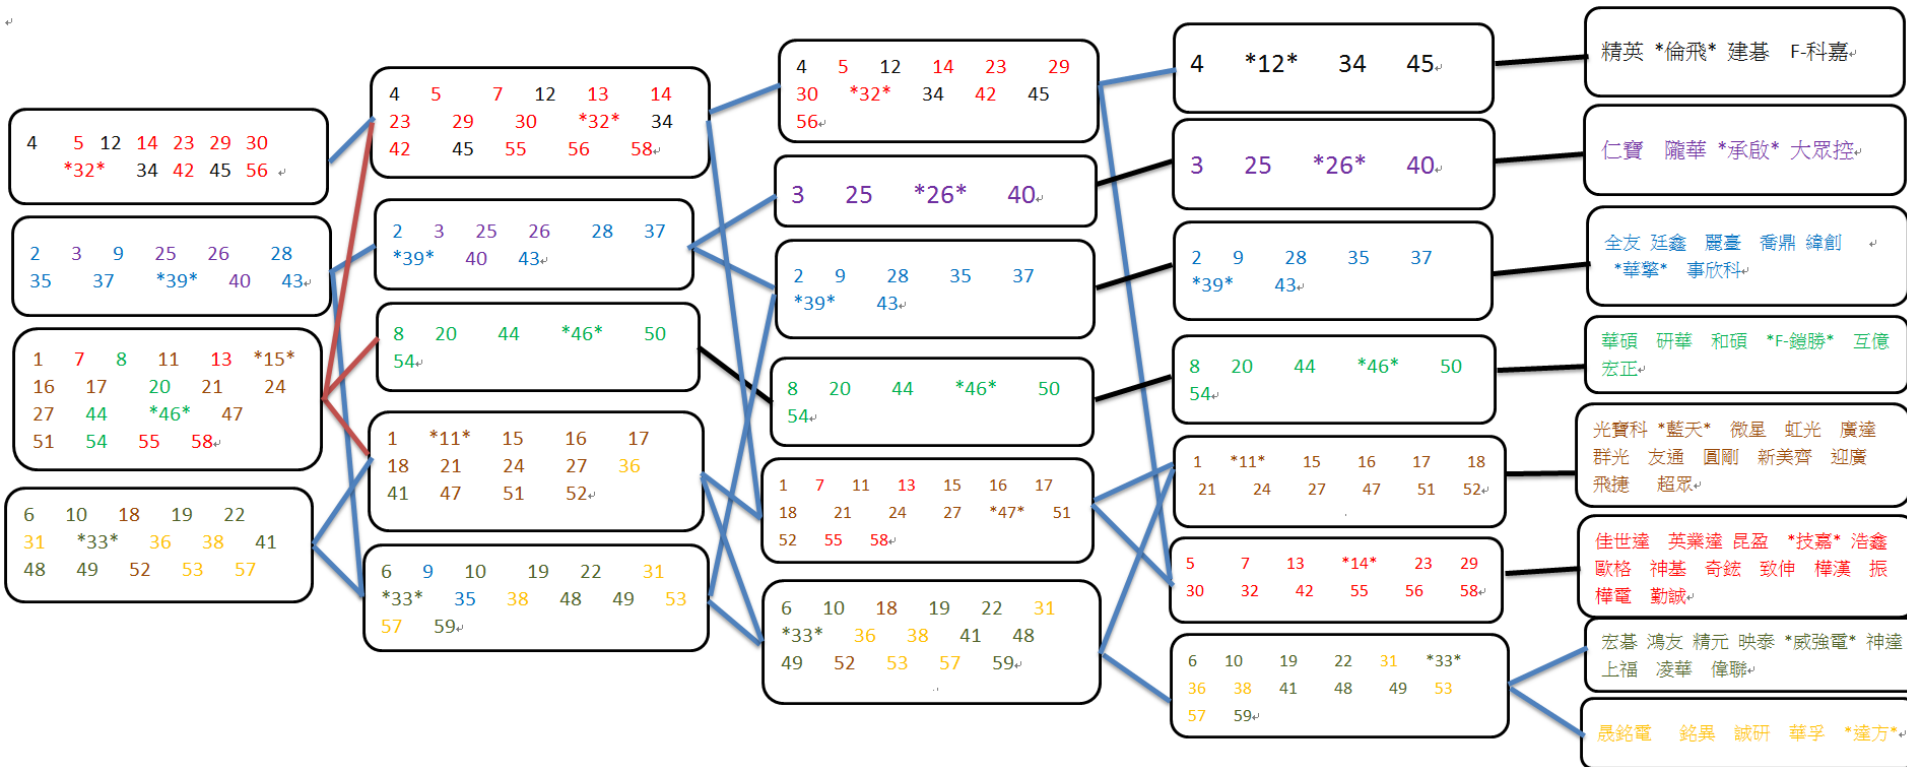 4 5 12 14 23 29 30
*32* 34 42 45 56
2 3 9 25 26 28
35 37 *39* 40 43
1 7 8 11 13 *15*
16 17 20 21 24
27 44 *46* 47
51 54 55 58
6 10 18 19 22
31 *33* 36 38 41
48 49 52 53 57
4 5 7 12 13 14
23 29 30 *32* 34
42 45 55 56 58
2 3 25 26 28 37
*39* 40 43
8 20 44 *46* 50
54
1 *11* 15 16 17
18 21 24 27 36
41 47 51 52
6 9 10 19 22 31
*33* 35 38 48 49 53
57 59
4 5 12 14 23 29
30 *32* 34 42 45
56
3 25 *26* 40
2 9 28 35 37
*39* 43
8 20 44 *46* 50
54
1 7 11 13 15 16 17
18 21 24 27 *47* 51
52 55 58
6 10 18 19 22 31
*33* 36 38 41 48
49 52 53 57 59
4 *12* 34 45
3 25 *26* 40
2 9 28 35 37
*39* 43
8 20 44 *46* 50
54
1 *11* 15 16 17 18
21 24 27 47 51 52
5 7 13 *14* 23 29
30 32 42 55 56 58
6 10 19 22 31 *33*
36 38 41 48 49 53
57 59
精英 *倫飛* 建碁 F-科嘉
仁寶 隴華 *承啟* 大眾控
全友 廷鑫 麗臺 喬鼎 緯創
*華擎* 事欣科
華碩 研華 和碩 *F-鎧勝* 互億
宏正
光寶科 *藍天* 微星 虹光 廣達
群光 友通 圓剛 新美齊 迎廣
飛捷 超眾
佳世達 英業達 昆盈 *技嘉* 浩鑫
歐格 神基 奇鋐 致伸 樺漢 振
樺電 勤誠
宏碁 鴻友 精元 映泰 *威強電* 神達
上福 凌華 偉聯
晟銘電 銘異 誠研 華孚 *達方*